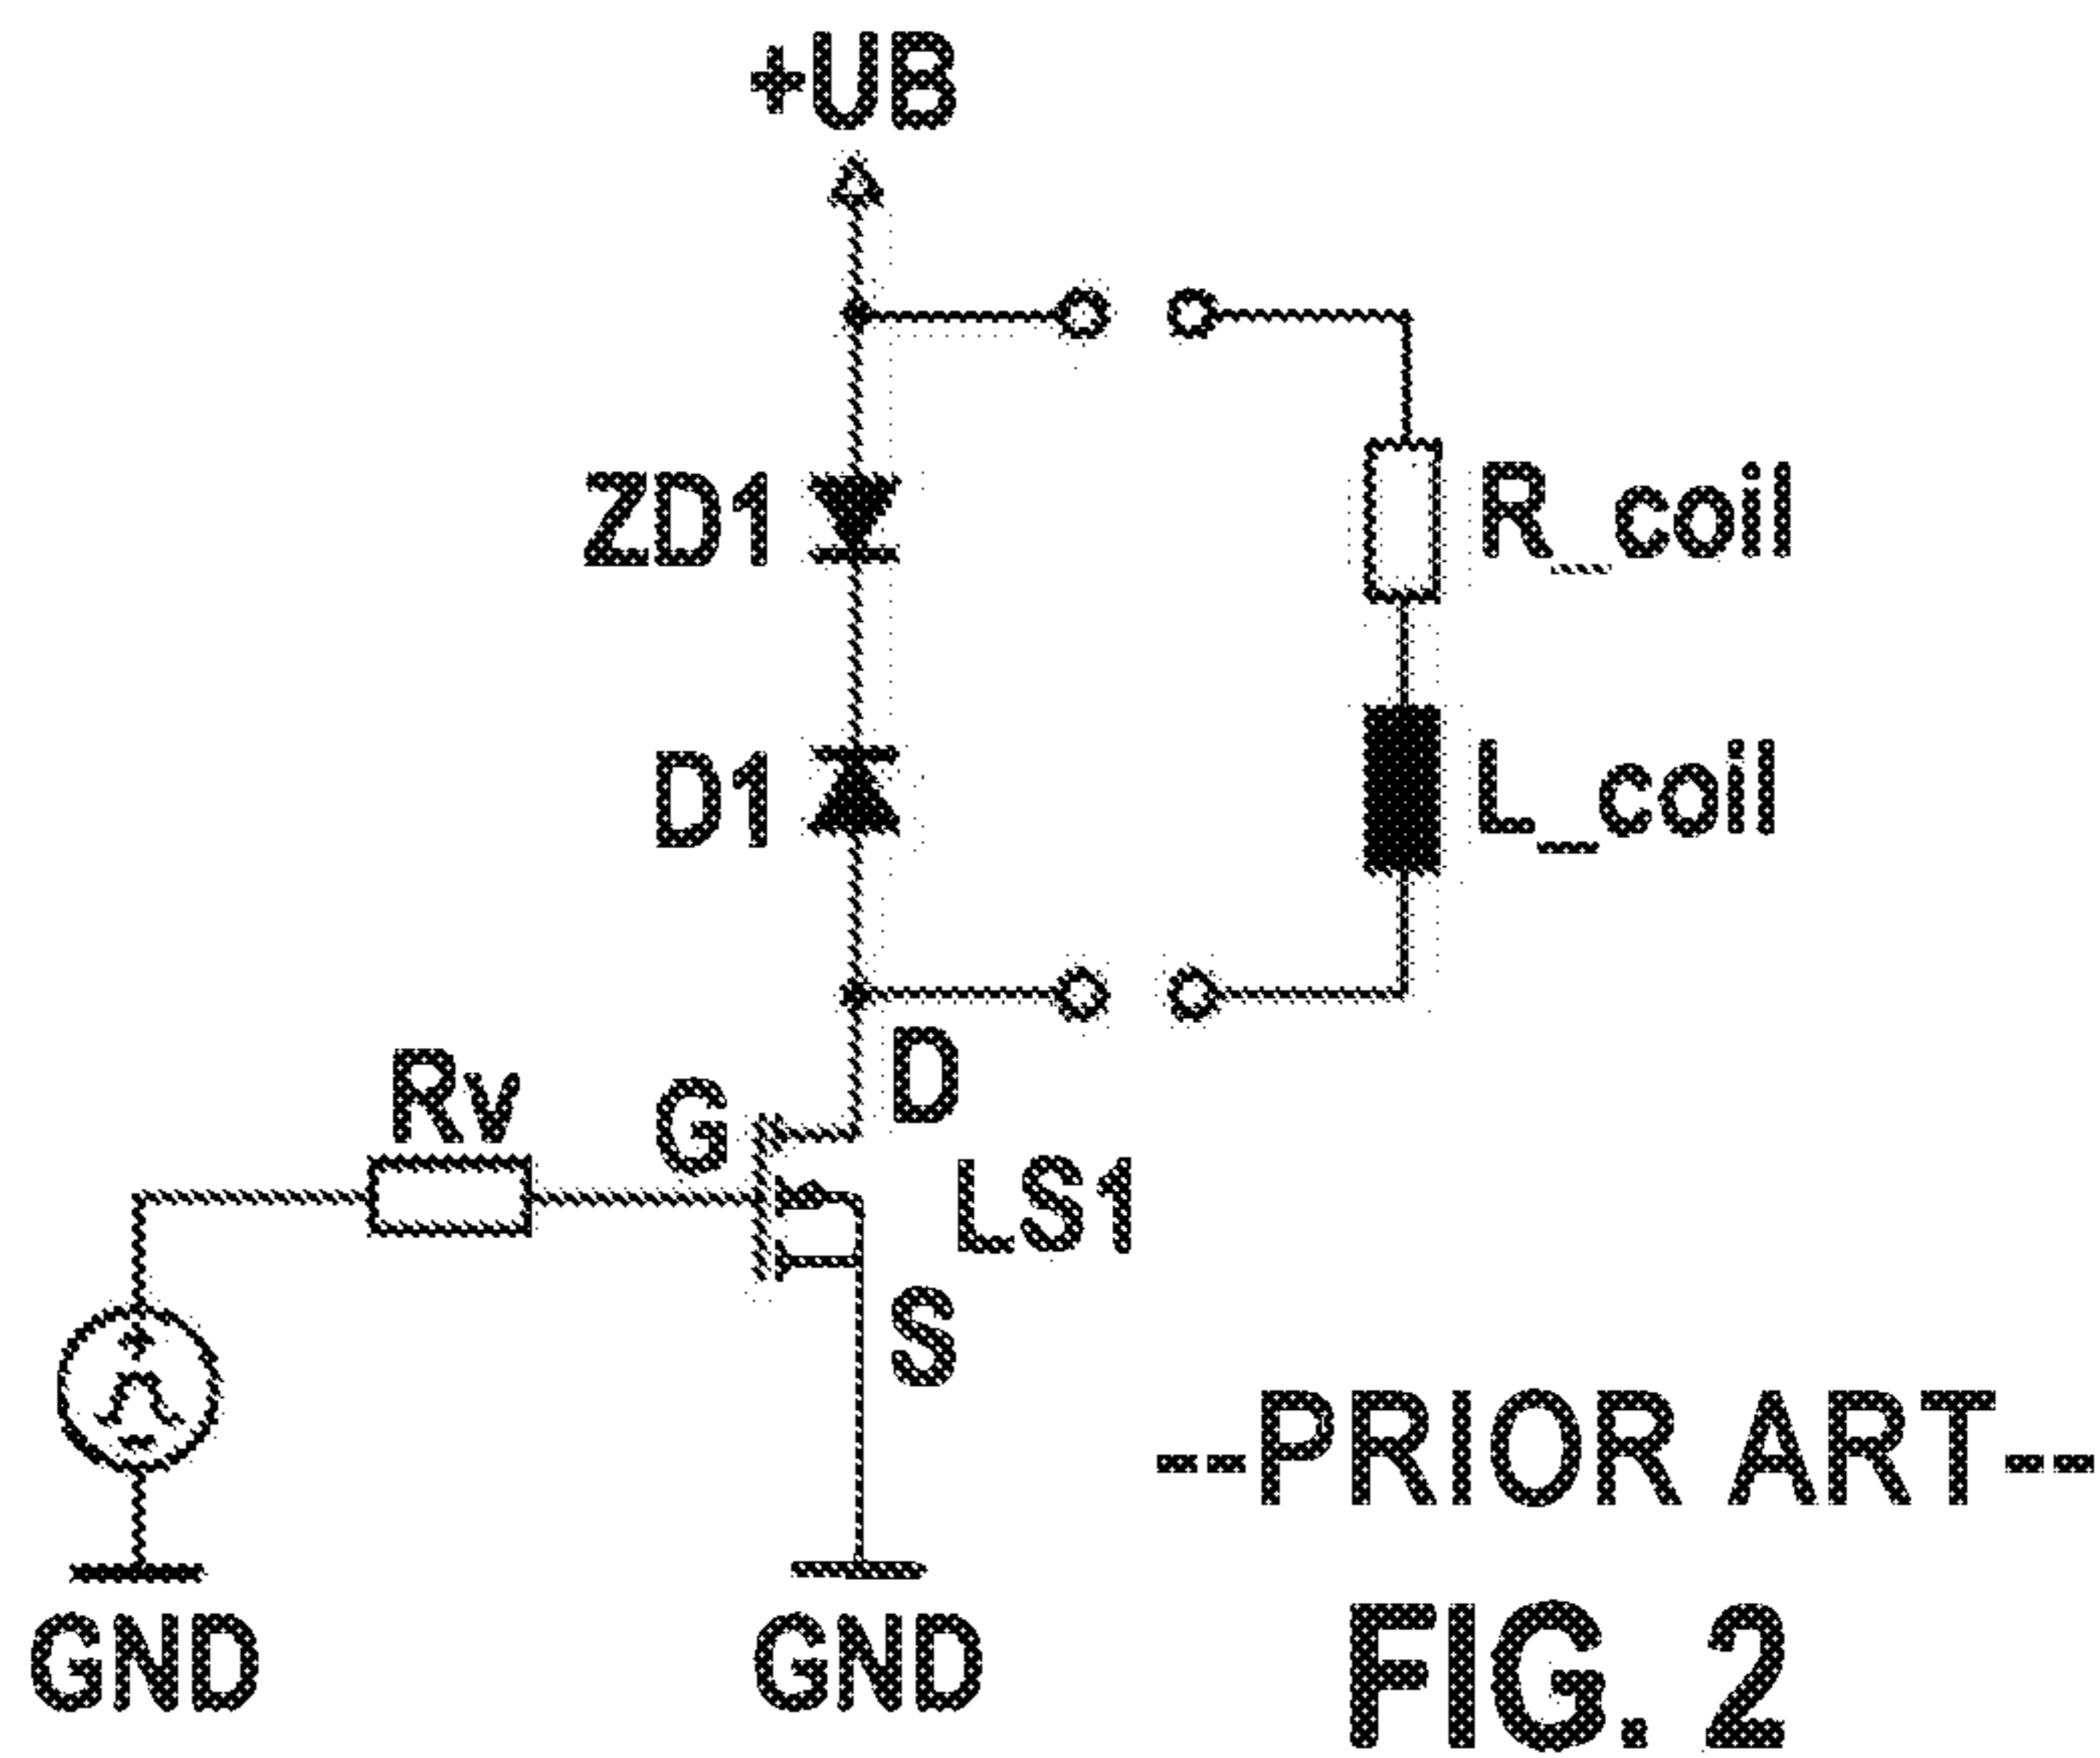 +UB
ZD1
R_coil
D1
L_coil
Rv
G
D
LS1
S
--PRIOR ART--
GND
GND
FIG. 2